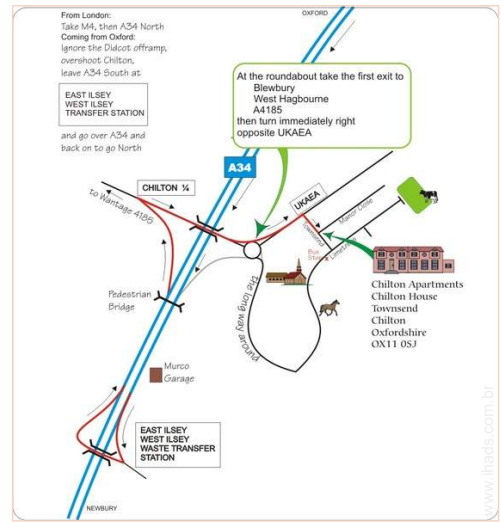 From London:
Take M4, then A34 North
Coming from Oxford:
Ignore the Didcot offramp,
overshoot Chilton,
leave A34 South at
EAST ILSEY
WEST ILSEY
TRANSFER STATION
and go over A34 and
back on to go North
OXFORD
At the roundabout take the first exit to
Blewbury
West Hagbourne
A4185
then turn immediately right
opposite UKAEA
A34
CHILTON ¼
to Wantage 4185
UKAEA
Townsend
Manor Close
Bus
Stop
Limetrees
the long way around
Pedestrian
Bridge
Chilton Apartments
Chilton House
Townsend
Chilton
Oxfordshire
OX11 0SJ
Murco
Garage
EAST ILSEY
WEST ILSEY
WASTE TRANSFER
STATION
NEWBURY
www.ihads.com.br